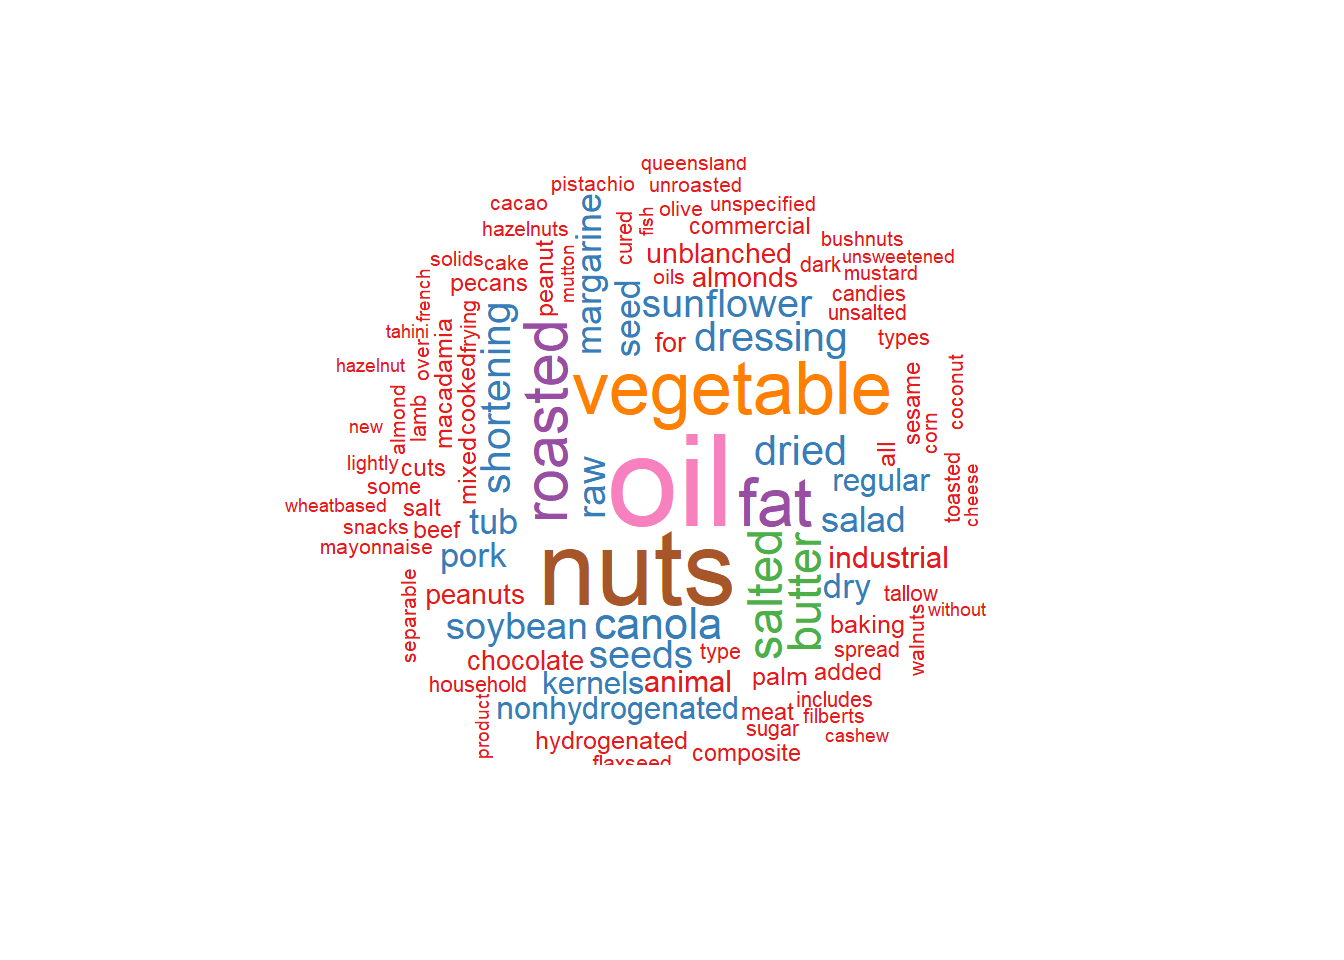 queensland
pistachio
unroasted
cacao
olive
unspecified
hazelnuts
cured
fish
commercial
margarine
bushnuts
solids
cake
peanut
mutton
unblanched
unsweetened
oils
almonds
dark
mustard
french
pecans
seed
sunflower
candies
unsalted
tahini
over
macadamia
frying
shortening
roasted
for
dressing
types
hazelnut
cooked
vegetable
sesame
coconut
almond
lamb
new
corn
lightly
cuts
mixed
raw
oil
dried
all
regular
toasted
cheese
some
fat
wheatbased
salt
tub
salad
snacks
beef
mayonnaise
pork
nuts
salted
butter
industrial
separable
peanuts
dry
tallow
without
soybean
canola
baking
walnuts
chocolate
seeds
type
spread
household
kernels
animal
palm
added
product
nonhydrogenated
meat
includes
filberts
sugar
cashew
hydrogenated
composite
flaxseed